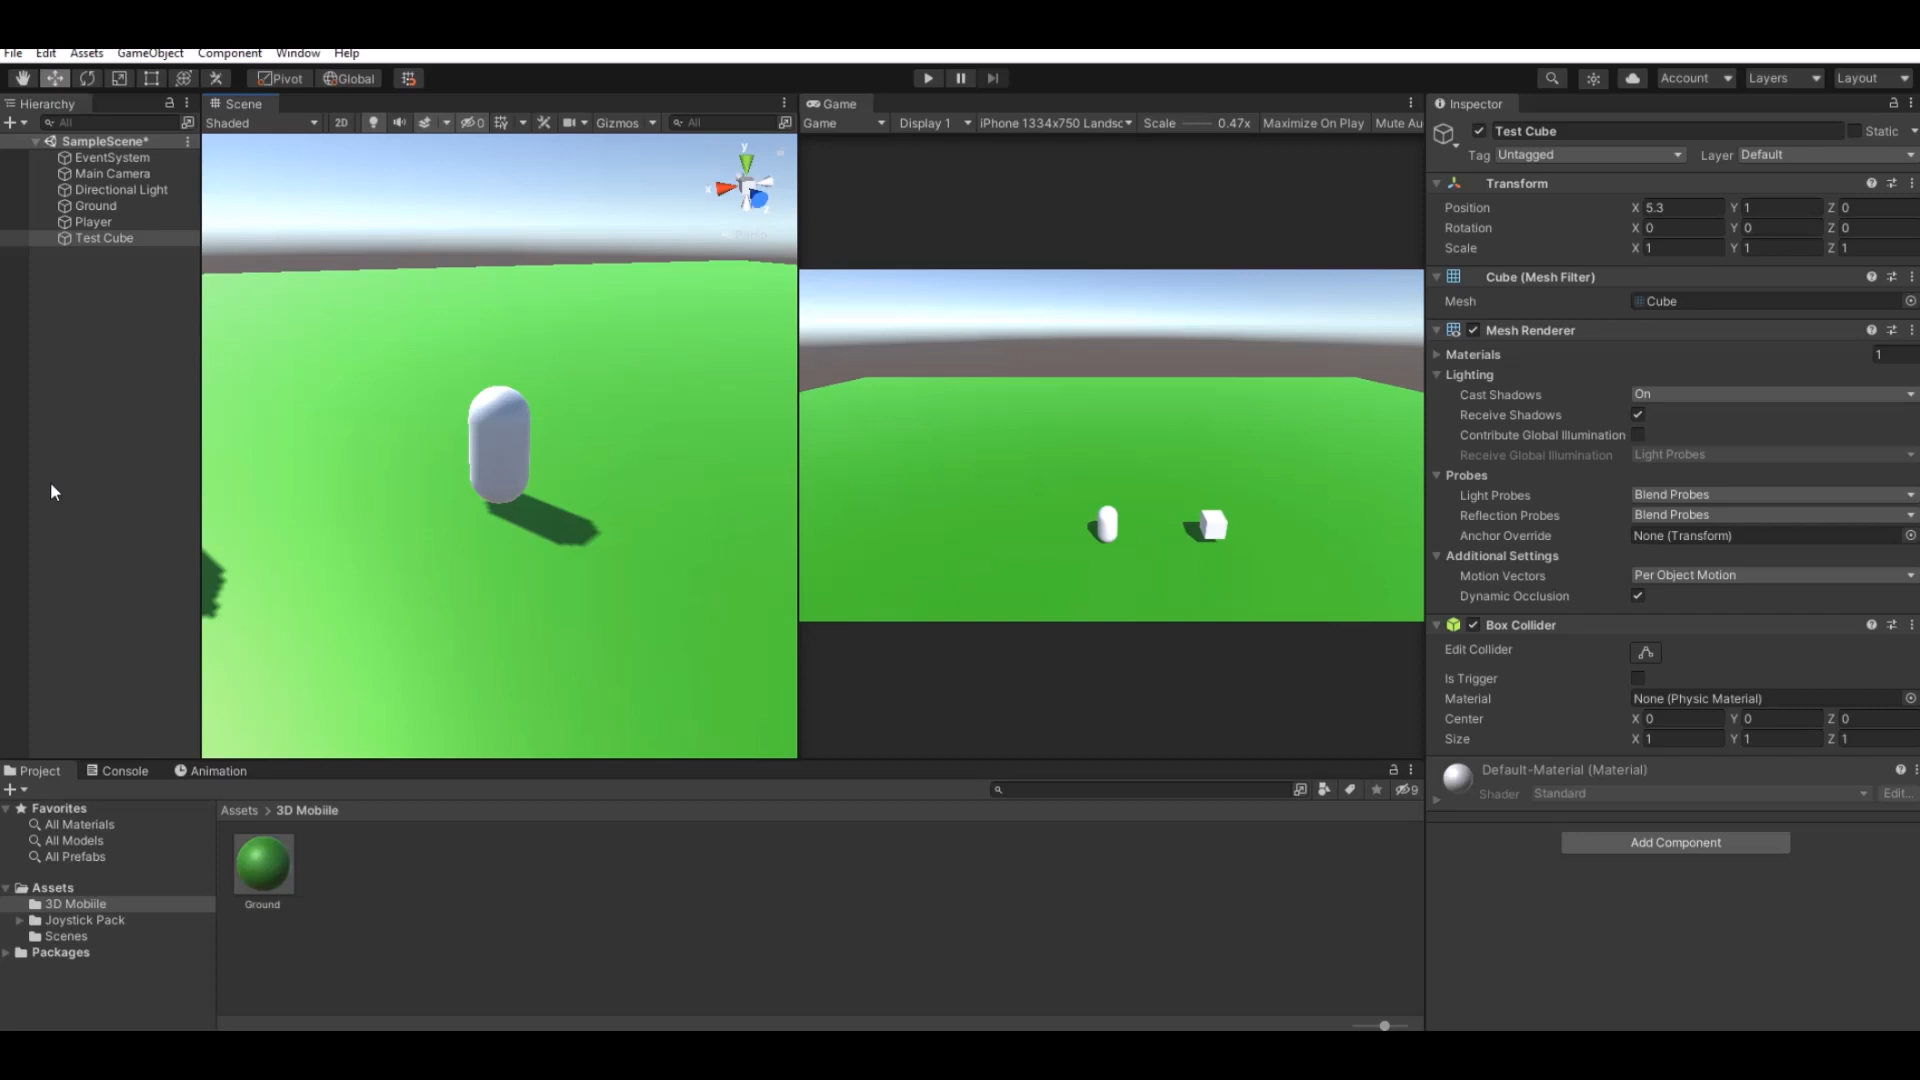 File Edit Assets GameObject Component Window Help
Pivot Global
Account Layers Layout
Hierarchy
All
SampleScene*
EventSystem
Main Camera
Directional Light
Ground
Player
Test Cube
Scene
Shaded 2D 0 Gizmos All
y
x
Game
Game Display 1 iPhone 1334x750 Landsc Scale 0.47x Maximize On Play Mute Au
Inspector
Test Cube Static
Tag Untagged Layer Default
Transform
Position X 5.3 Y 1 Z 0
Rotation X 0 Y 0 Z 0
Scale X 1 Y 1 Z 1
Cube (Mesh Filter)
Mesh Cube
Mesh Renderer
Materials 1
Lighting
Cast Shadows On
Receive Shadows
Contribute Global Illumination
Receive Global Illumination Light Probes
Probes
Light Probes Blend Probes
Reflection Probes Blend Probes
Anchor Override None (Transform)
Additional Settings
Motion Vectors Per Object Motion
Dynamic Occlusion
Box Collider
Edit Collider
Is Trigger
Material None (Physic Material)
Center X 0 Y 0 Z 0
Size X 1 Y 1 Z 1
Default-Material (Material)
Shader Standard Edit...
Add Component
Project Console Animation
9
Favorites
All Materials
All Models
All Prefabs
Assets
3D Mobiile
Joystick Pack
Scenes
Packages
Assets > 3D Mobiile
Ground